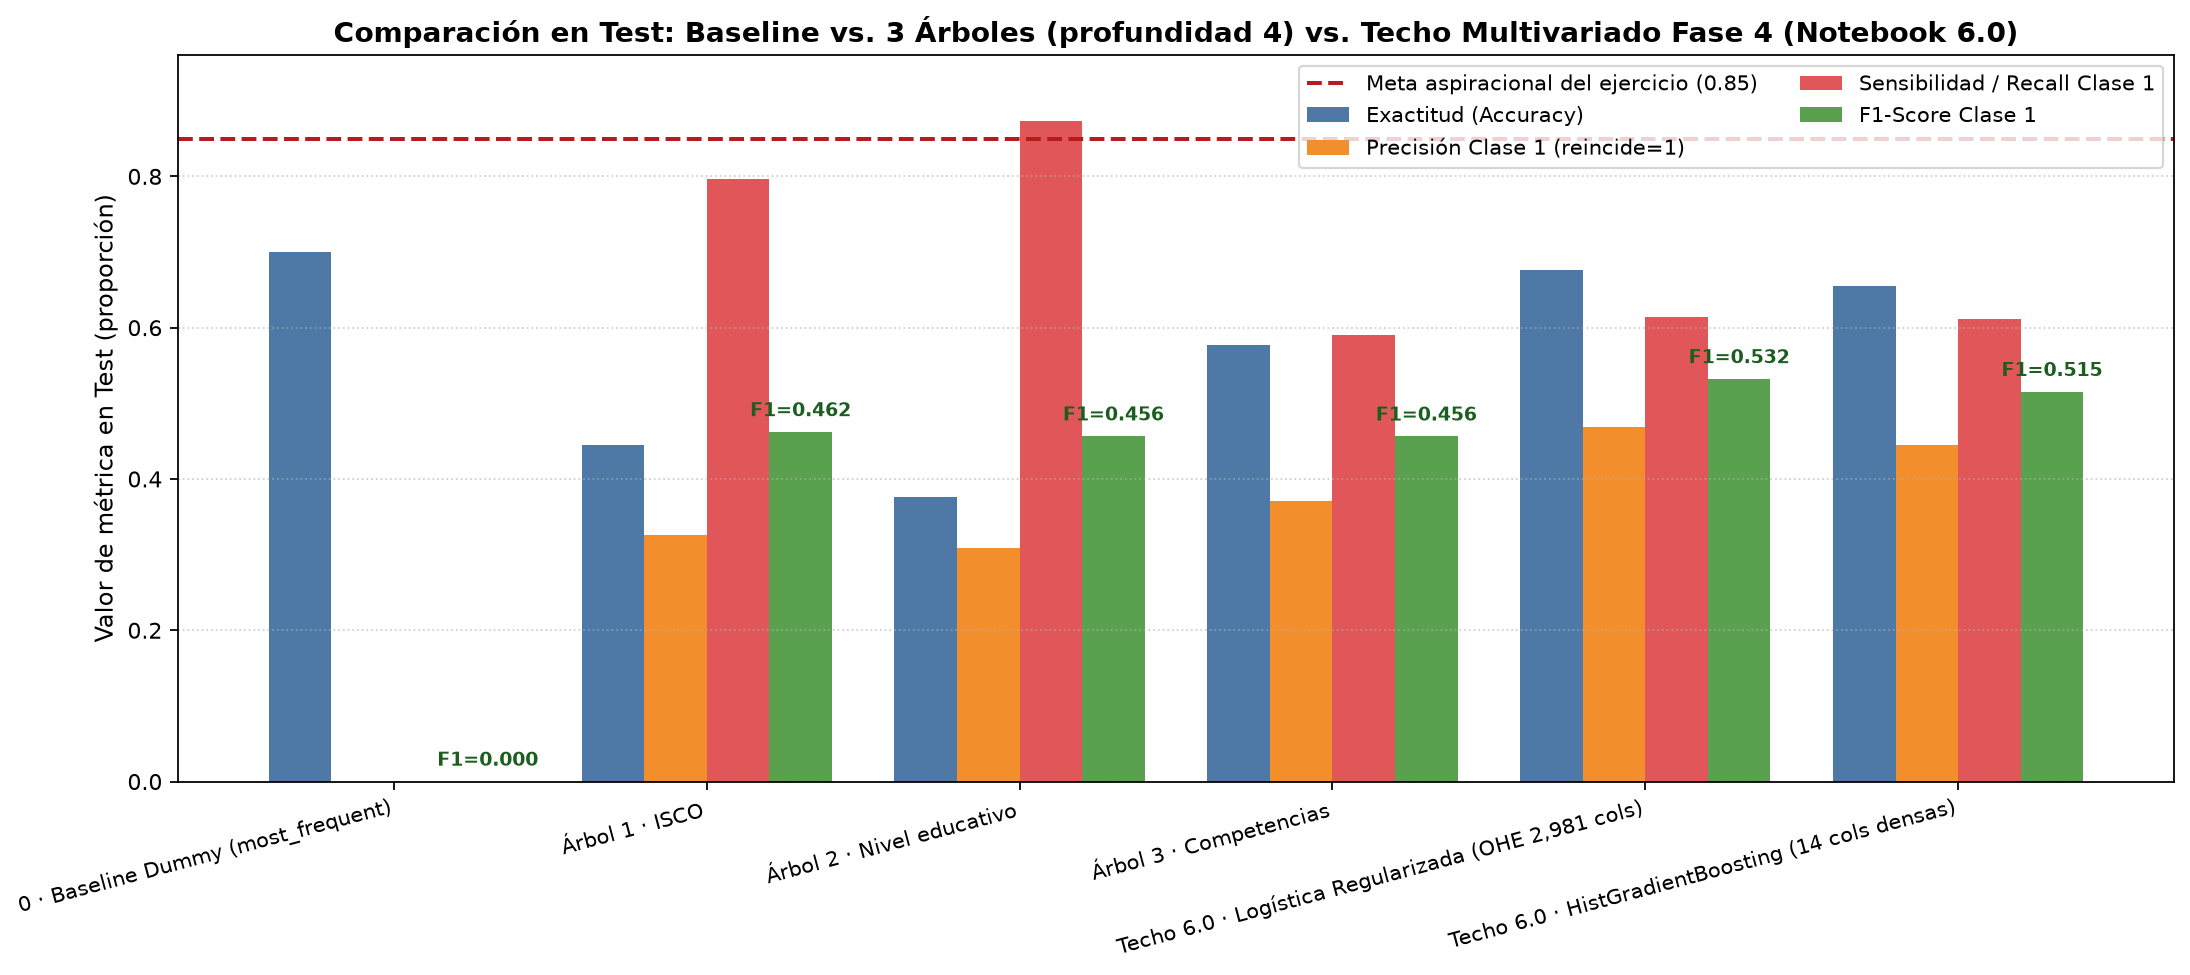 Comparación en Test: Baseline vs. 3 Árboles (profundidad 4) vs. Techo Multivariado Fase 4 (Notebook 6.0)
Meta aspiracional del ejercicio (0.85)
Exactitud (Accuracy)
Precisión Clase 1 (reincide=1)
Sensibilidad / Recall Clase 1
F1-Score Clase 1
Valor de métrica en Test (proporción)
0.8
0.6
0.4
0.2
0.0
F1=0.000
F1=0.462
F1=0.456
F1=0.456
F1=0.532
F1=0.515
0 · Baseline Dummy (most_frequent)
Árbol 1 · ISCO
Árbol 2 · Nivel educativo
Árbol 3 · Competencias
Techo 6.0 · Logística Regularizada (OHE 2,981 cols)
Techo 6.0 · HistGradientBoosting (14 cols densas)